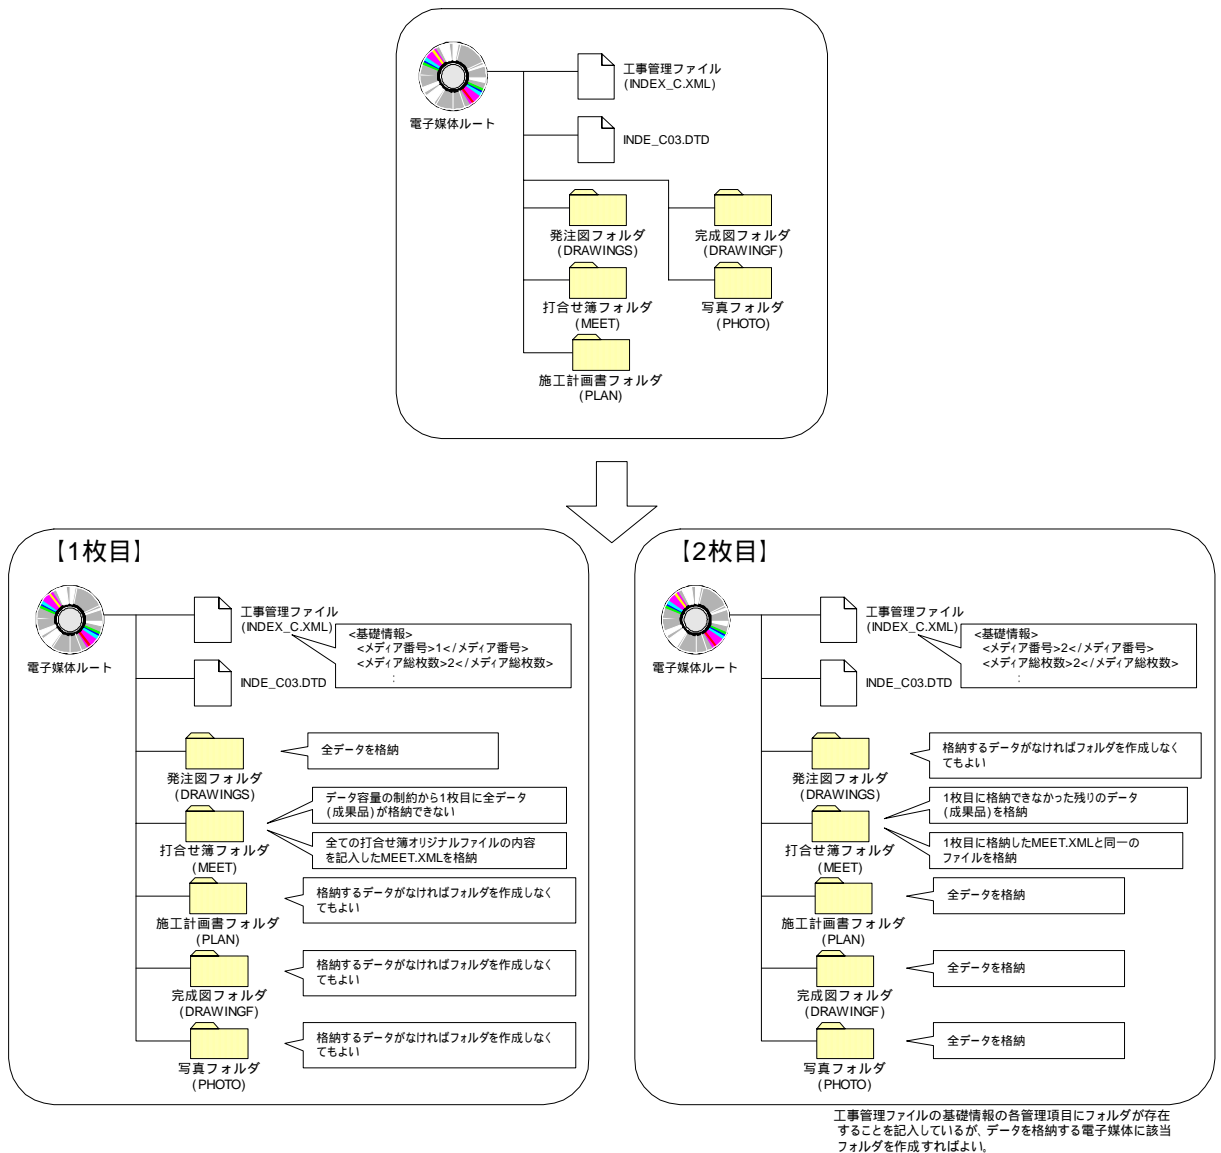 工事管理ファイル
(INDEX_C.XML)
電子媒体ルート
INDE_C03.DTD
発注図フォルダ
(DRAWINGS)
完成図フォルダ
(DRAWINGF)
打合せ簿フォルダ
(MEET)
写真フォルダ
(PHOTO)
施工計画書フォルダ
(PLAN)
【1枚目】
工事管理ファイル
(INDEX_C.XML)
<基礎情報>
<メディア番号>1</メディア番号>
<メディア総枚数>2</メディア総枚数>
:
電子媒体ルート
INDE_C03.DTD
全データを格納
発注図フォルダ
(DRAWINGS)
データ容量の制約から1枚目に全データ
(成果品)が格納できない
全ての打合せ簿オリジナルファイルの内容
を記入したMEET.XMLを格納
打合せ簿フォルダ
(MEET)
格納するデータがなければフォルダを作成しなく
てもよい
施工計画書フォルダ
(PLAN)
格納するデータがなければフォルダを作成しなく
てもよい
完成図フォルダ
(DRAWINGF)
格納するデータがなければフォルダを作成しなく
てもよい
写真フォルダ
(PHOTO)
【2枚目】
工事管理ファイル
(INDEX_C.XML)
<基礎情報>
<メディア番号>2</メディア番号>
<メディア総枚数>2</メディア総枚数>
:
電子媒体ルート
INDE_C03.DTD
格納するデータがなければフォルダを作成しなく
てもよい
発注図フォルダ
(DRAWINGS)
1枚目に格納できなかった残りのデータ
(成果品)を格納
1枚目に格納したMEET.XMLと同一の
ファイルを格納
打合せ簿フォルダ
(MEET)
全データを格納
施工計画書フォルダ
(PLAN)
全データを格納
完成図フォルダ
(DRAWINGF)
全データを格納
写真フォルダ
(PHOTO)
工事管理ファイルの基礎情報の各管理項目にフォルダが存在
することを記入しているが、データを格納する電子媒体に該当
フォルダを作成すればよい。